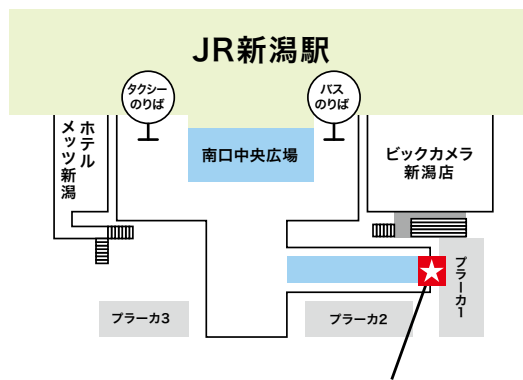 JR新潟駅
タクシー
のりば
バス
のりば
ホテル
メッツ新潟
南口中央広場
ビックカメラ
新潟店
プラーカ1
プラーカ3
プラーカ2